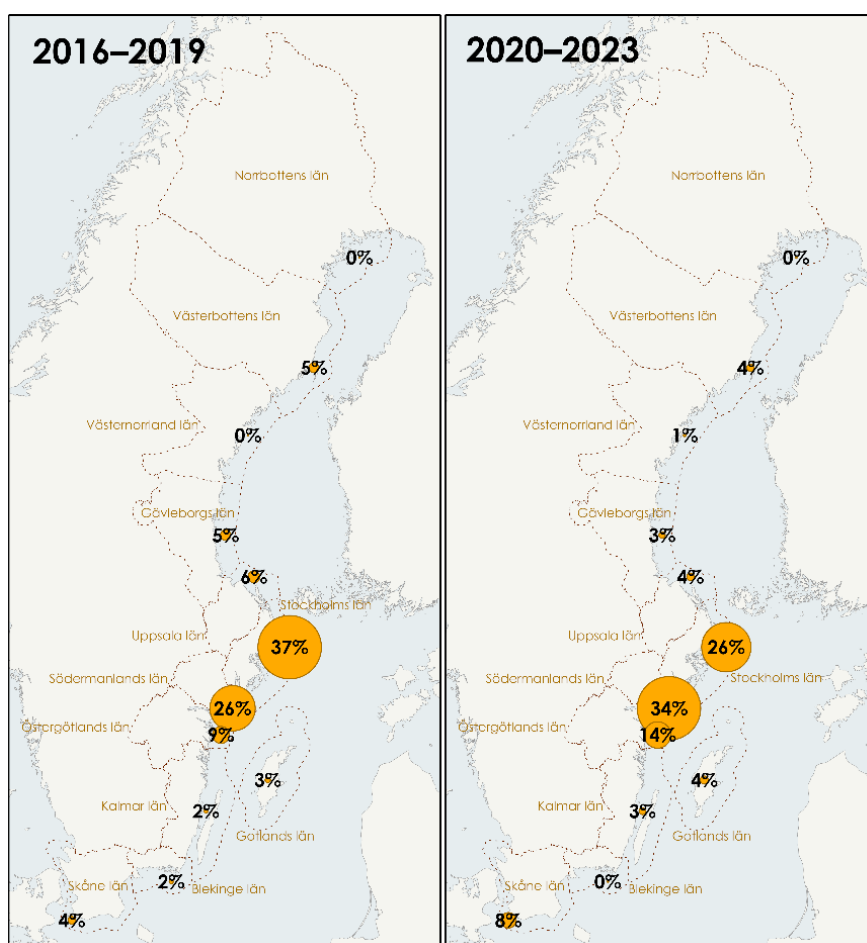 2016–2019
Norrbottens län
0%
Västerbottens län
5%
Västernorrland län
0%
Gävleborgs län
5%
6%
Stockholms län
Uppsala län
37%
Södermanlands län
26%
Östergötlands län
9%
3%
Kalmar län
2%
Gotlands län
2%
Skåne län
Blekinge län
4%
2020–2023
Norrbottens län
0%
Västerbottens län
4%
Västernorrland län
1%
Gävleborgs län
3%
4%
Uppsala län
26%
Södermanlands län
Stockholms län
34%
Östergötlands län
14%
4%
Kalmar län
3%
Gotlands län
0%
Skåne län
Blekinge län
8%